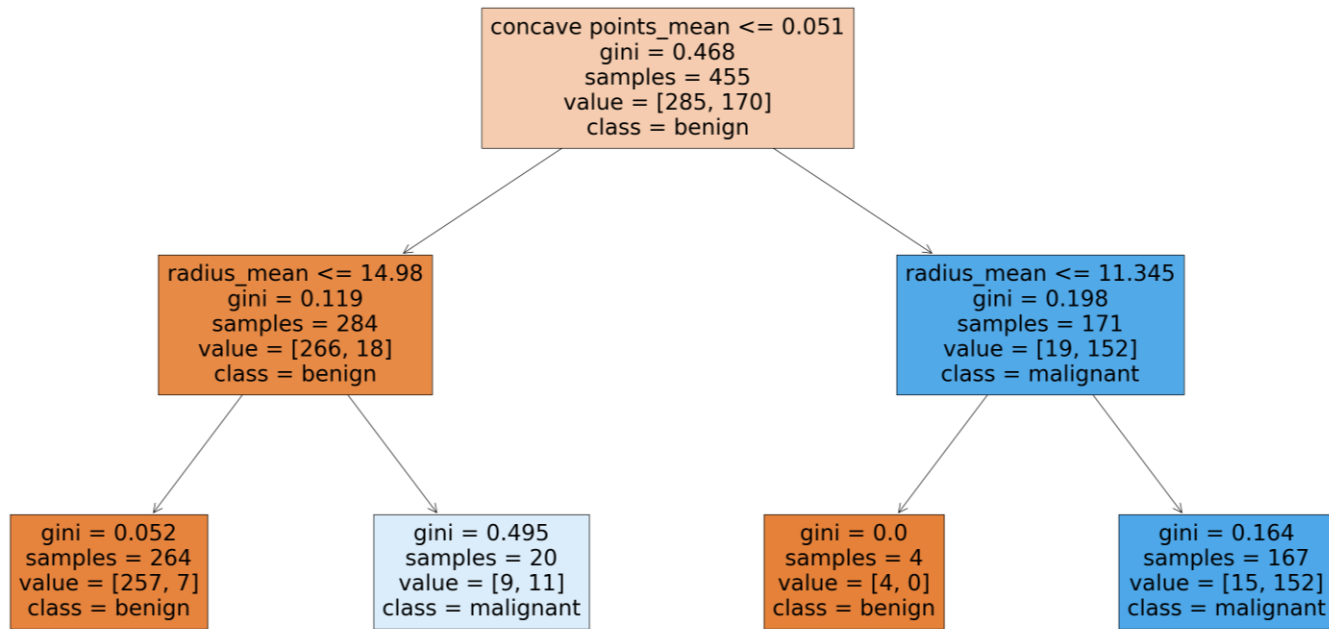 concave points_mean <= 0.051
gini = 0.468
samples = 455
value = [285, 170]
class = benign
radius_mean <= 14.98
gini = 0.119
samples = 284
value = [266, 18]
class = benign
radius_mean <= 11.345
gini = 0.198
samples = 171
value = [19, 152]
class = malignant
gini = 0.052
samples = 264
value = [257, 7]
class = benign
gini = 0.495
samples = 20
value = [9, 11]
class = malignant
gini = 0.0
samples = 4
value = [4, 0]
class = benign
gini = 0.164
samples = 167
value = [15, 152]
class = malignant